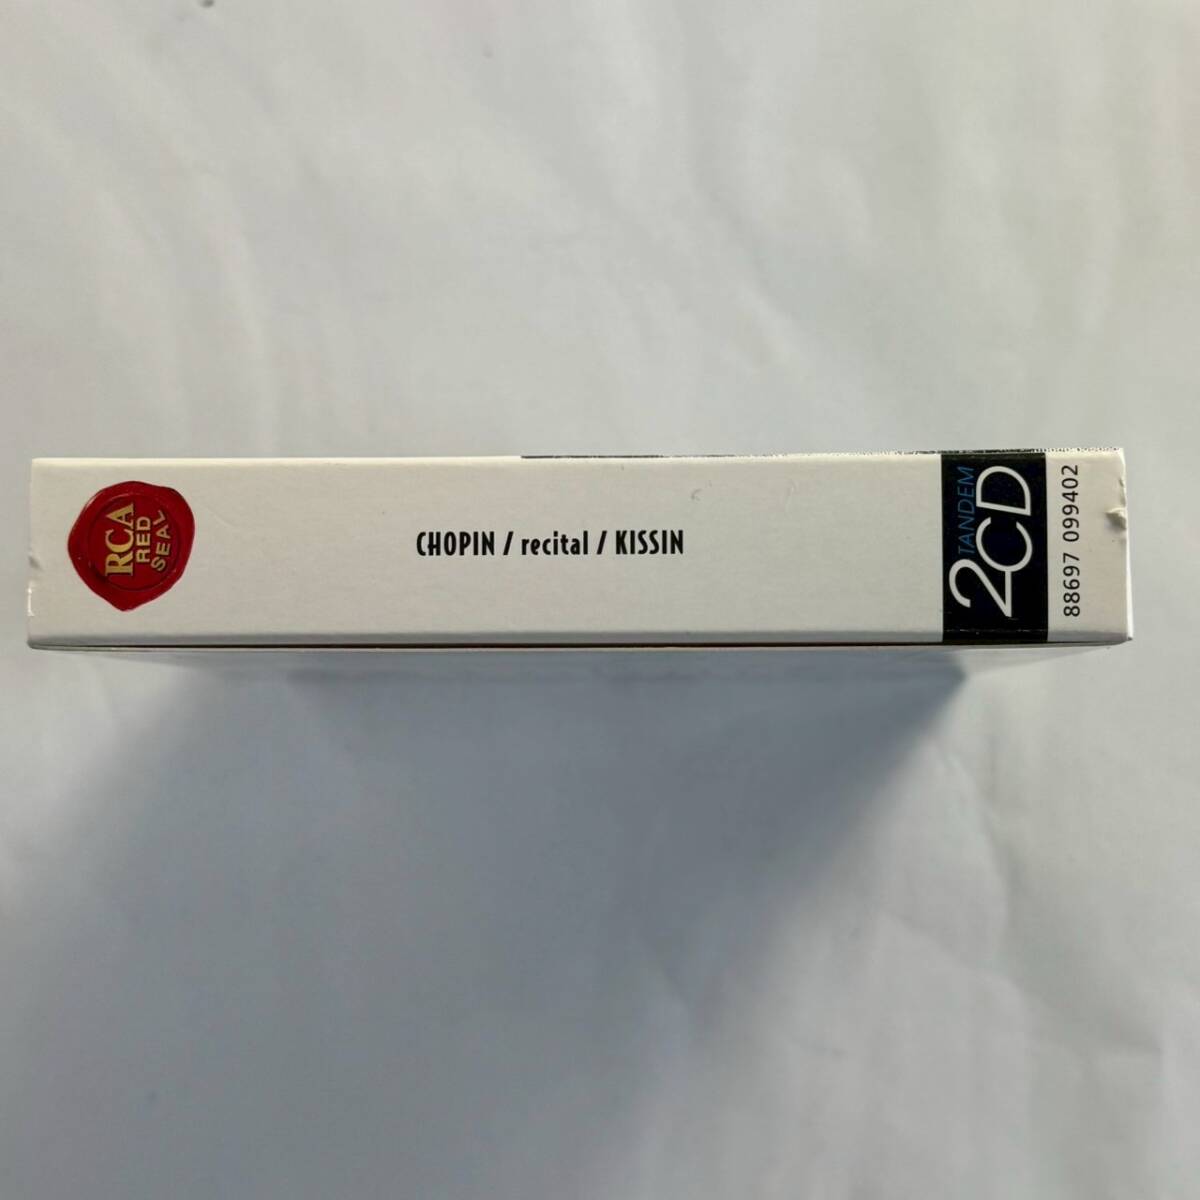 RCA
RED
SEAL
CHOPIN / recital / KISSIN
TANDEM
2CD
88697 099402